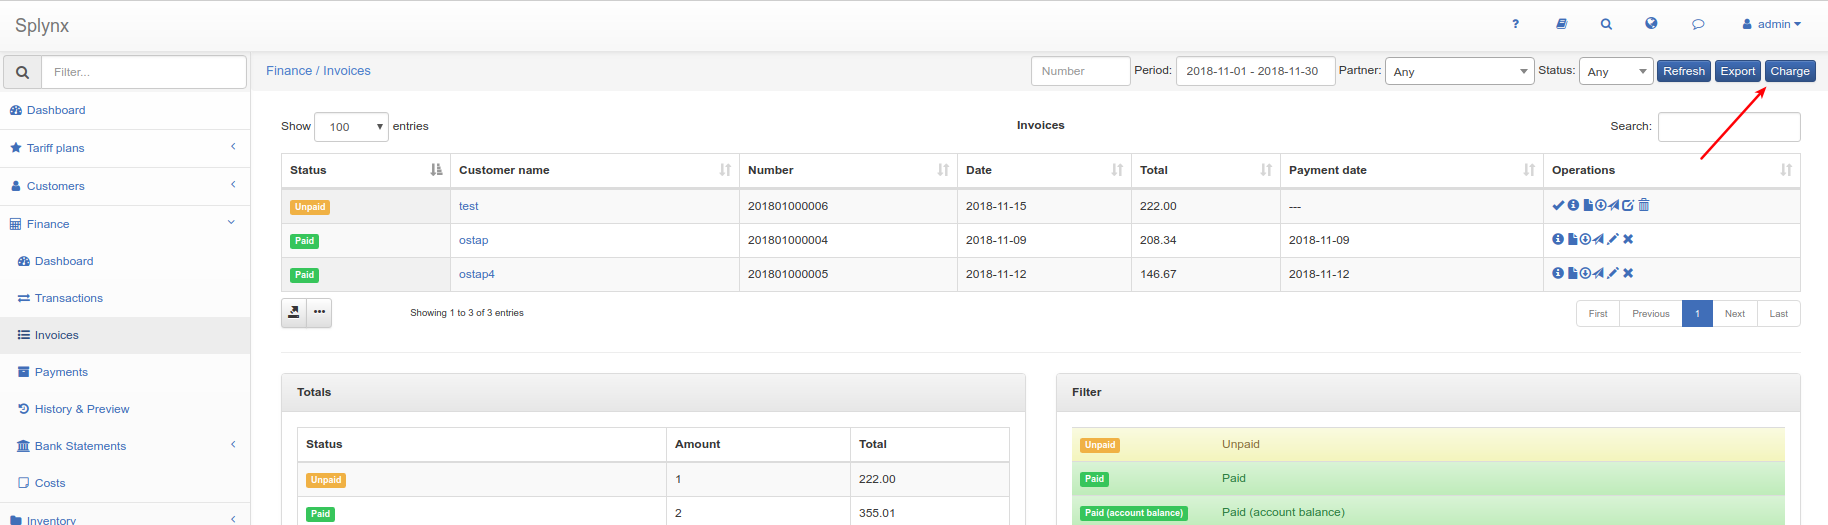 Splynx
? admin
Filter...
Finance / Invoices
Number Period: 2018-11-01 - 2018-11-30 Partner: Any Status: Any Refresh Export Charge
Dashboard
Tariff plans
Customers
Finance
Dashboard
Transactions
Invoices
Payments
History & Preview
Bank Statements
Costs
Inventory
Show 100 entries
Invoices
Search:
Status Customer name Number Date Total Payment date Operations
Unpaid test 201801000006 2018-11-15 222.00 ---
Paid ostap 201801000004 2018-11-09 208.34 2018-11-09
Paid ostap4 201801000005 2018-11-12 146.67 2018-11-12
Showing 1 to 3 of 3 entries
First Previous 1 Next Last
Totals
Status Amount Total
Unpaid 1 222.00
Paid 2 355.01
Filter
Unpaid Unpaid
Paid Paid
Paid (account balance) Paid (account balance)